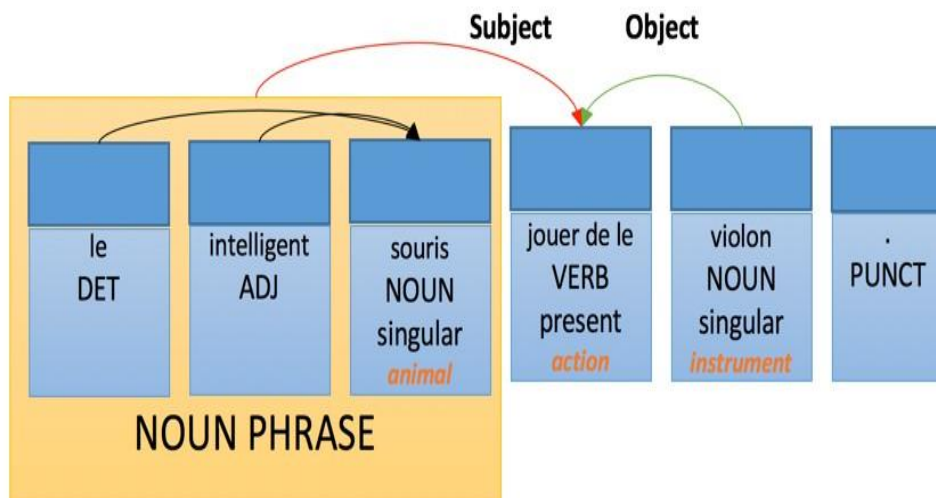 Subject Object
le
DET
intelligent
ADJ
souris
NOUN
singular
animal
jouer de le
VERB
present
action
violon
NOUN
singular
instrument
.
PUNCT
NOUN PHRASE